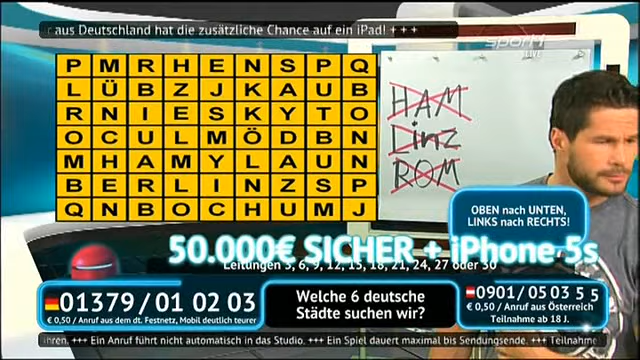 aus Deutschland hat die zusätzliche Chance auf ein iPad! + + +
sport1
LIVE
P M R H E N S P Q
L Ü B Z J K A U B
R N I E S K Y T O
O C U L M Ö D B N
M H A M Y L A U N
B E R L I N Z S P
Q N B O C H U M J
HAM
Linz
ROM
OBEN nach UNTEN,
LINKS nach RECHTS!
50.000€ SICHER + iPhone 5s
Leitungen 3, 6, 9, 12, 15, 18, 21, 24, 27 oder 30
01379/01 02 03
€ 0,50 / Anruf aus dem dt. Festnetz, Mobil deutlich teurer
Welche 6 deutsche
Städte suchen wir?
0901/05 03 5 5
€ 0,50 / Anruf aus Österreich
Teilnahme ab 18 J.
ühren. +++ Ein Anruf führt nicht automatisch in das Studio. +++ Ein Spiel dauert maximal bis Sendungsende. +++ Teilnahme